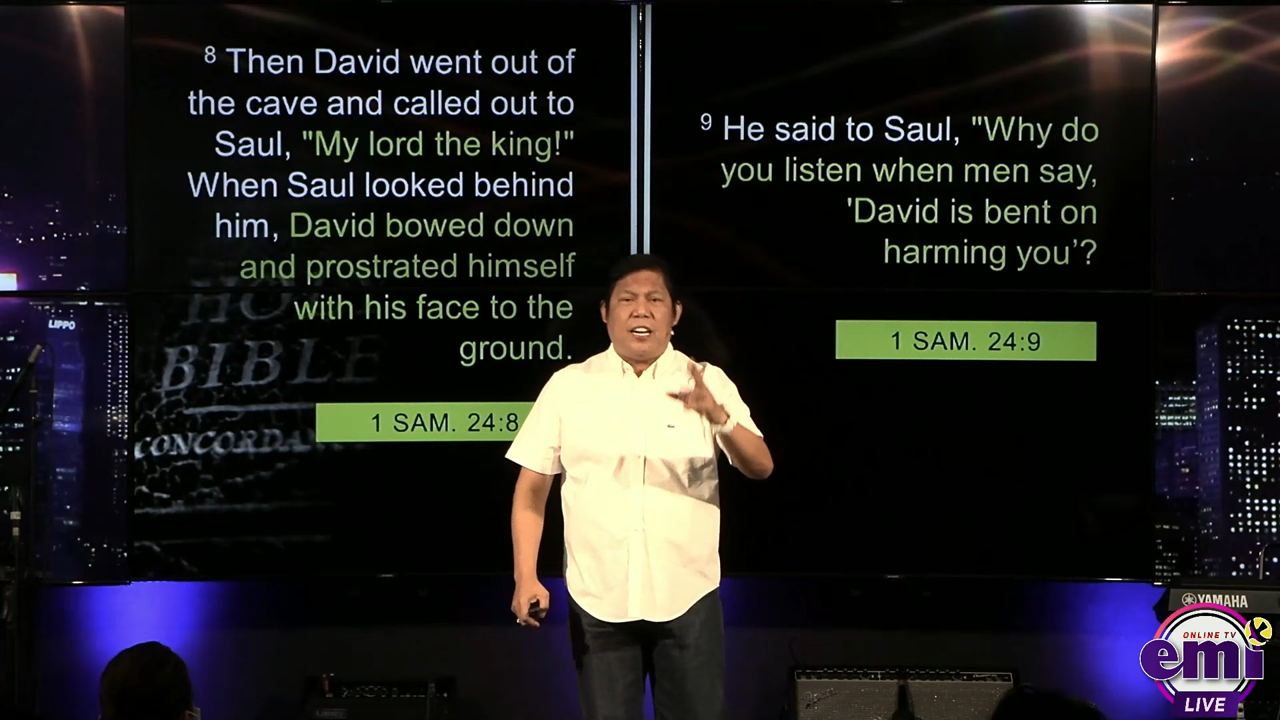 8 Then David went out of
the cave and called out to
Saul, "My lord the king!"
When Saul looked behind
him, David bowed down
and prostrated himself
with his face to the
ground.
1 SAM. 24:8
9 He said to Saul, "Why do
you listen when men say,
'David is bent on
harming you’?
1 SAM. 24:9
BIBLE
LIPPO
YAMAHA
ONLINE TV
emi
LIVE